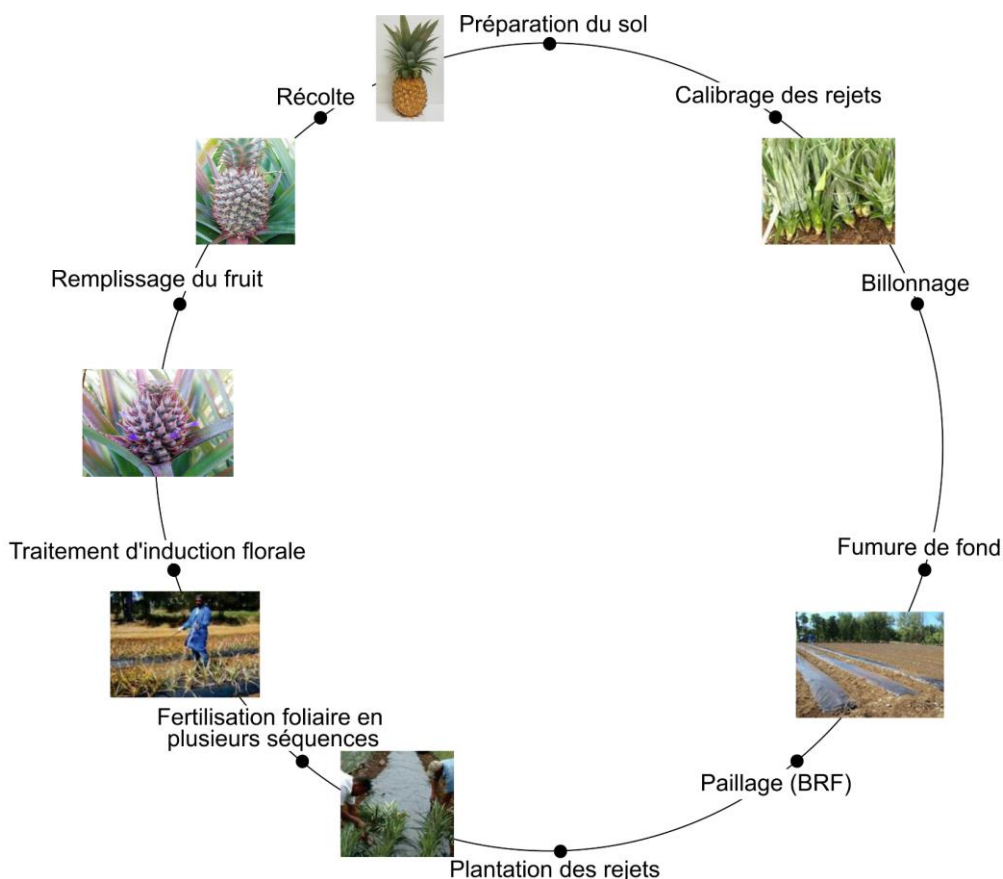 Préparation du sol
Calibrage des rejets
Billonnage
Fumure de fond
Paillage (BRF)
Plantation des rejets
Fertilisation foliaire en
plusieurs séquences
Traitement d'induction florale
Remplissage du fruit
Récolte